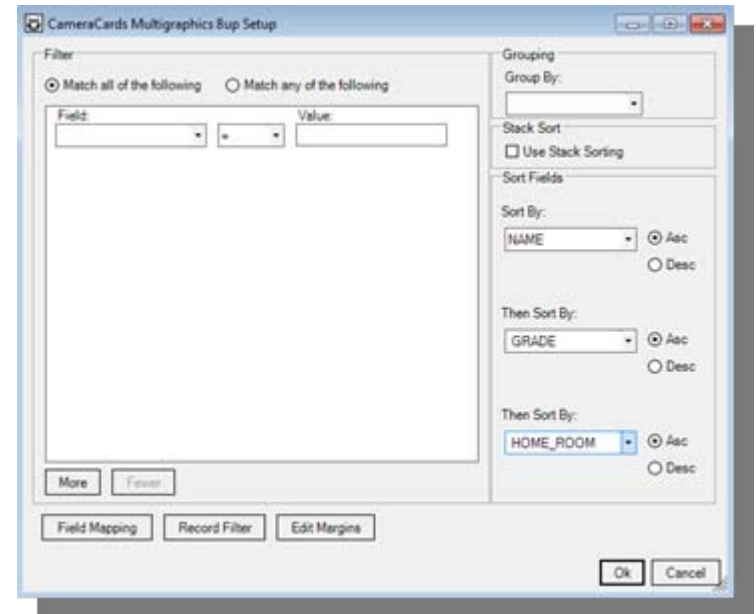 CameraCards Multigraphics 8up Setup
Filter
Match all of the following
Match any of the following
Field:
Value:
=
More
Fewer
Field Mapping
Record Filter
Edit Margins
Grouping
Group By:
Stack Sort
Use Stack Sorting
Sort Fields
Sort By:
NAME
Asc
Desc
Then Sort By:
GRADE
Asc
Desc
Then Sort By:
HOME_ROOM
Asc
Desc
Ok
Cancel